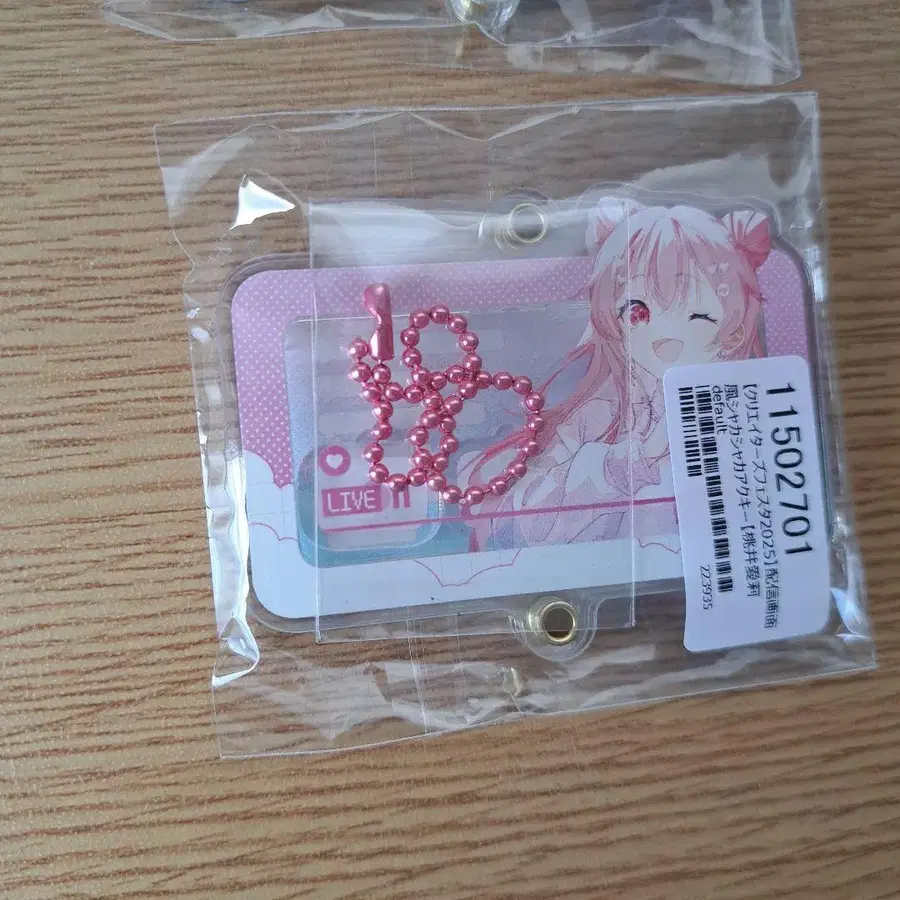 LIVE
11502701
【クリエイターズフェスタ2025】配信画面
風シャカシャカアクキー【桃井愛莉
default
223935